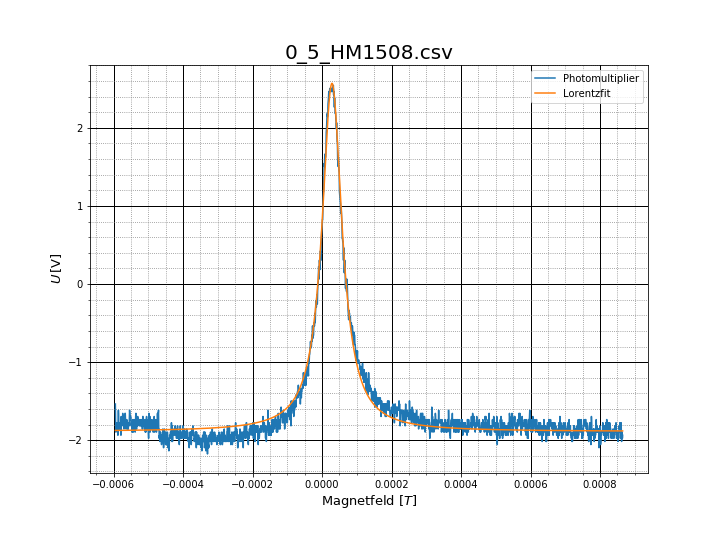 0_5_HM1508.csv
Photomultiplier
Lorentzfit
2
1
0
−1
−2
U[V]
−0.0006 −0.0004 −0.0002 0.0000 0.0002 0.0004 0.0006 0.0008
Magnetfeld [T]